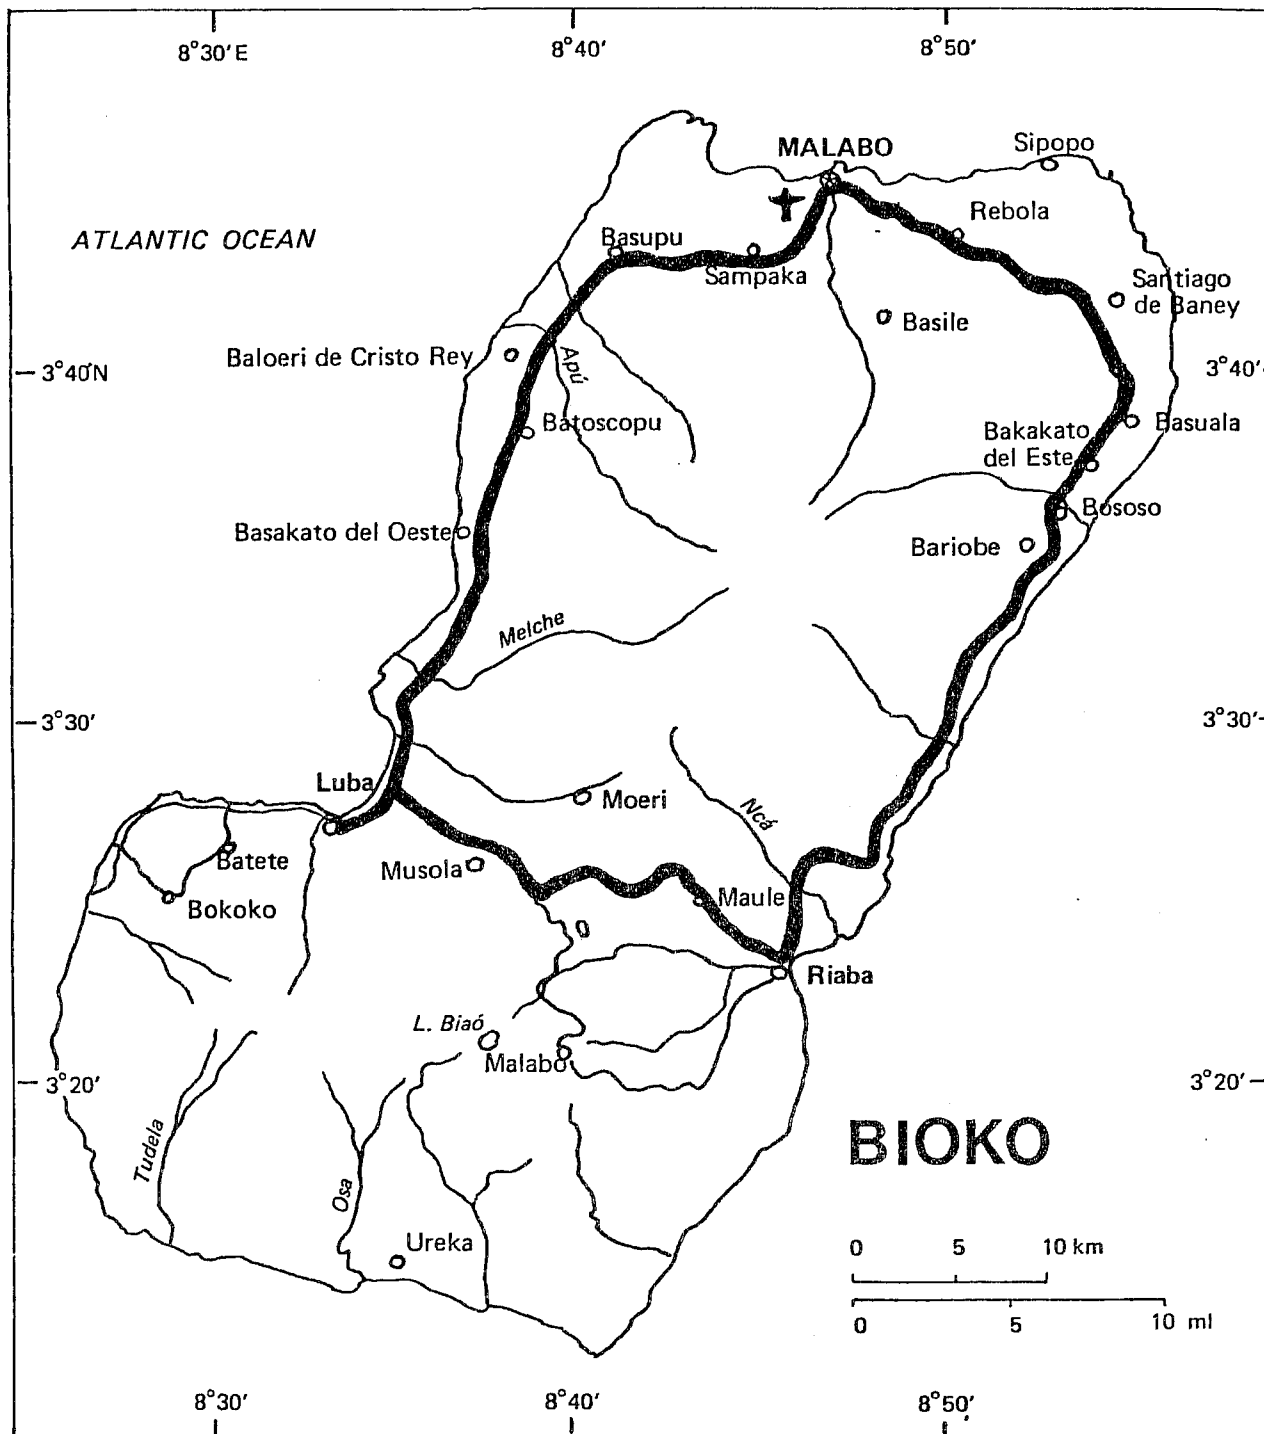 8°30'E
8°40'
8°50'
MALABO
Sipopo
Rebola
ATLANTIC OCEAN
Basupu
Sampaka
Santiago
de Baney
Basile
Baloeri de Cristo Rey
Apú
3°40'N
3°40'
Batoscopu
Basuala
Bakakato
del Este
Bososo
Basakato del Oeste
Bariobe
Melche
3°30'
3°30'
Luba
Moeri
Ncá
Batete
Musola
Maule
Bokoko
Riaba
L. Biaó
Malabo
3°20'
3°20'
BIOKO
Tudela
Osa
Ureka
0 5 10 km
0 5 10 ml
8°30'
8°40'
8°50'